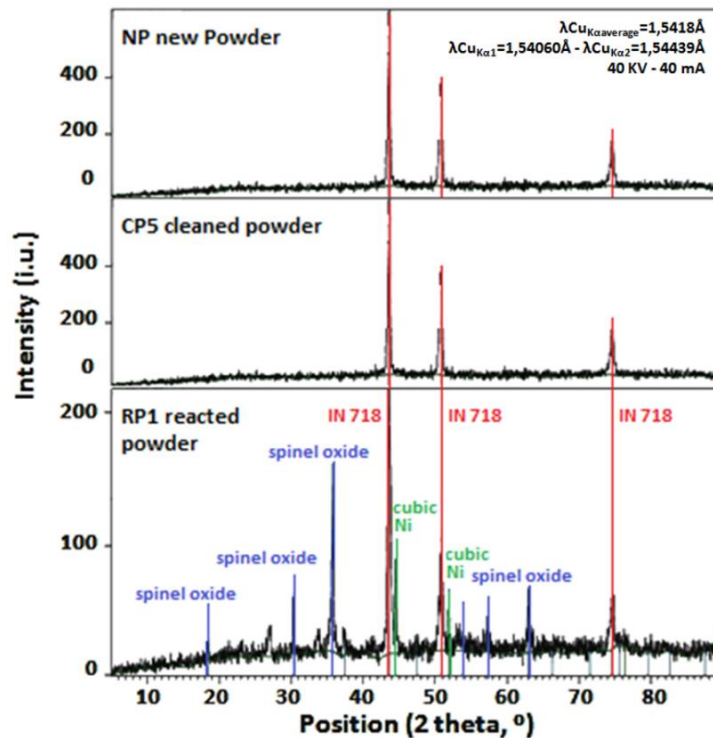 NP new Powder
λCuKαaverage=1,5418Å
λCuKα1=1,54060Å - λCuKα2=1,54439Å
40 KV - 40 mA
400
200
0
CP5 cleaned powder
400
200
0
RP1 reacted
powder
200
100
0
IN 718
IN 718
IN 718
spinel oxide
cubic
Ni
cubic
Ni
spinel oxide
spinel oxide
spinel oxide
10 20 30 40 50 60 70 80
Position (2 theta, º)
Intensity (i.u.)